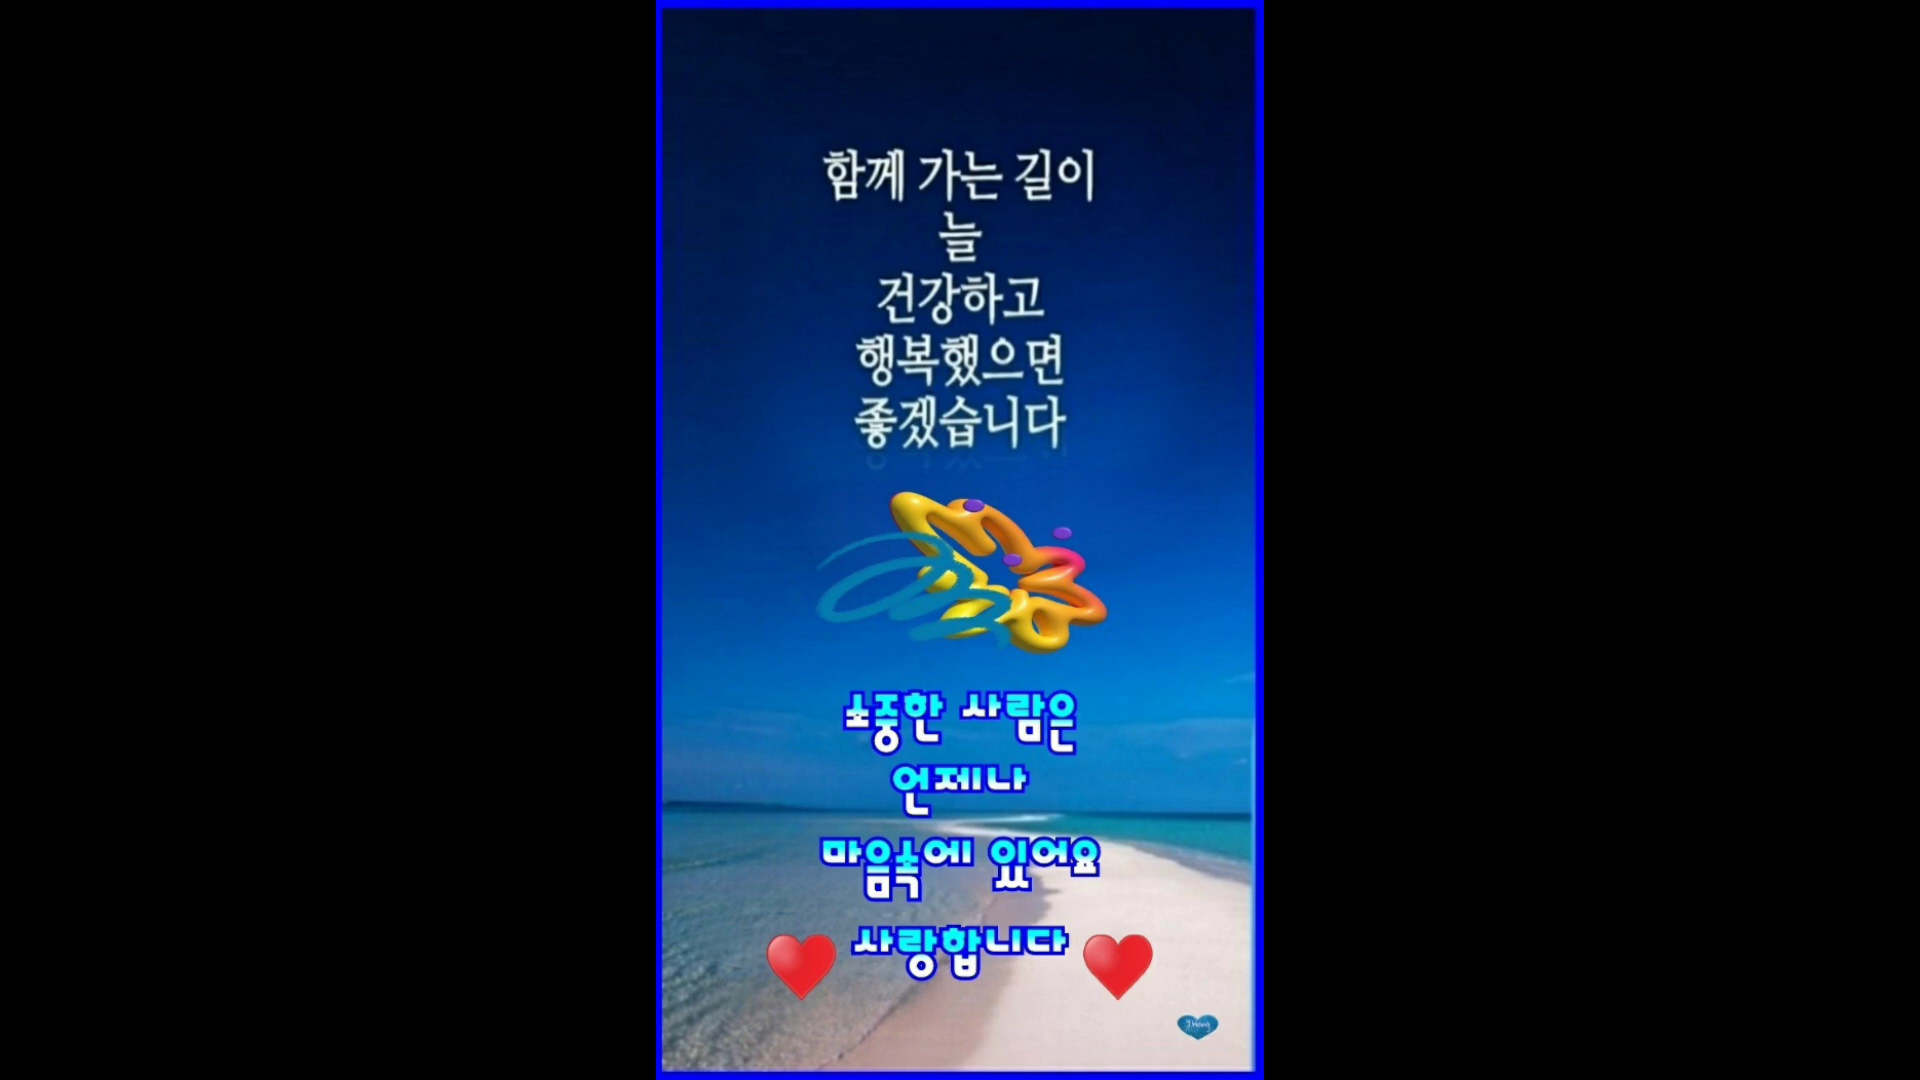 함께 가는 길이
늘
건강하고
행복했으면
좋겠습니다
소중한 사람은
언제나
마음속에 있어요
사랑합니다
J.Hong